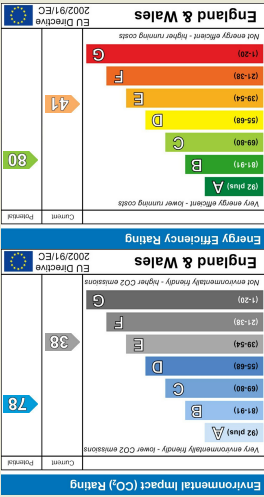 Environmental Impact (CO₂) Rating
Current Potential
Very environmentally friendly - lower CO2 emissions
(92 plus) A
(81-91) B
78
(69-80) C
(55-68) D
(39-54) E
38
(21-38) F
(1-20) G
Not environmentally friendly - higher CO2 emissions
England & Wales
EU Directive
2002/91/EC
Energy Efficiency Rating
Current Potential
Very energy efficient - lower running costs
(92 plus) A
(81-91) B
80
(69-80) C
(55-68) D
(39-54) E
41
(21-38) F
(1-20) G
Not energy efficient - higher running costs
England & Wales
EU Directive
2002/91/EC